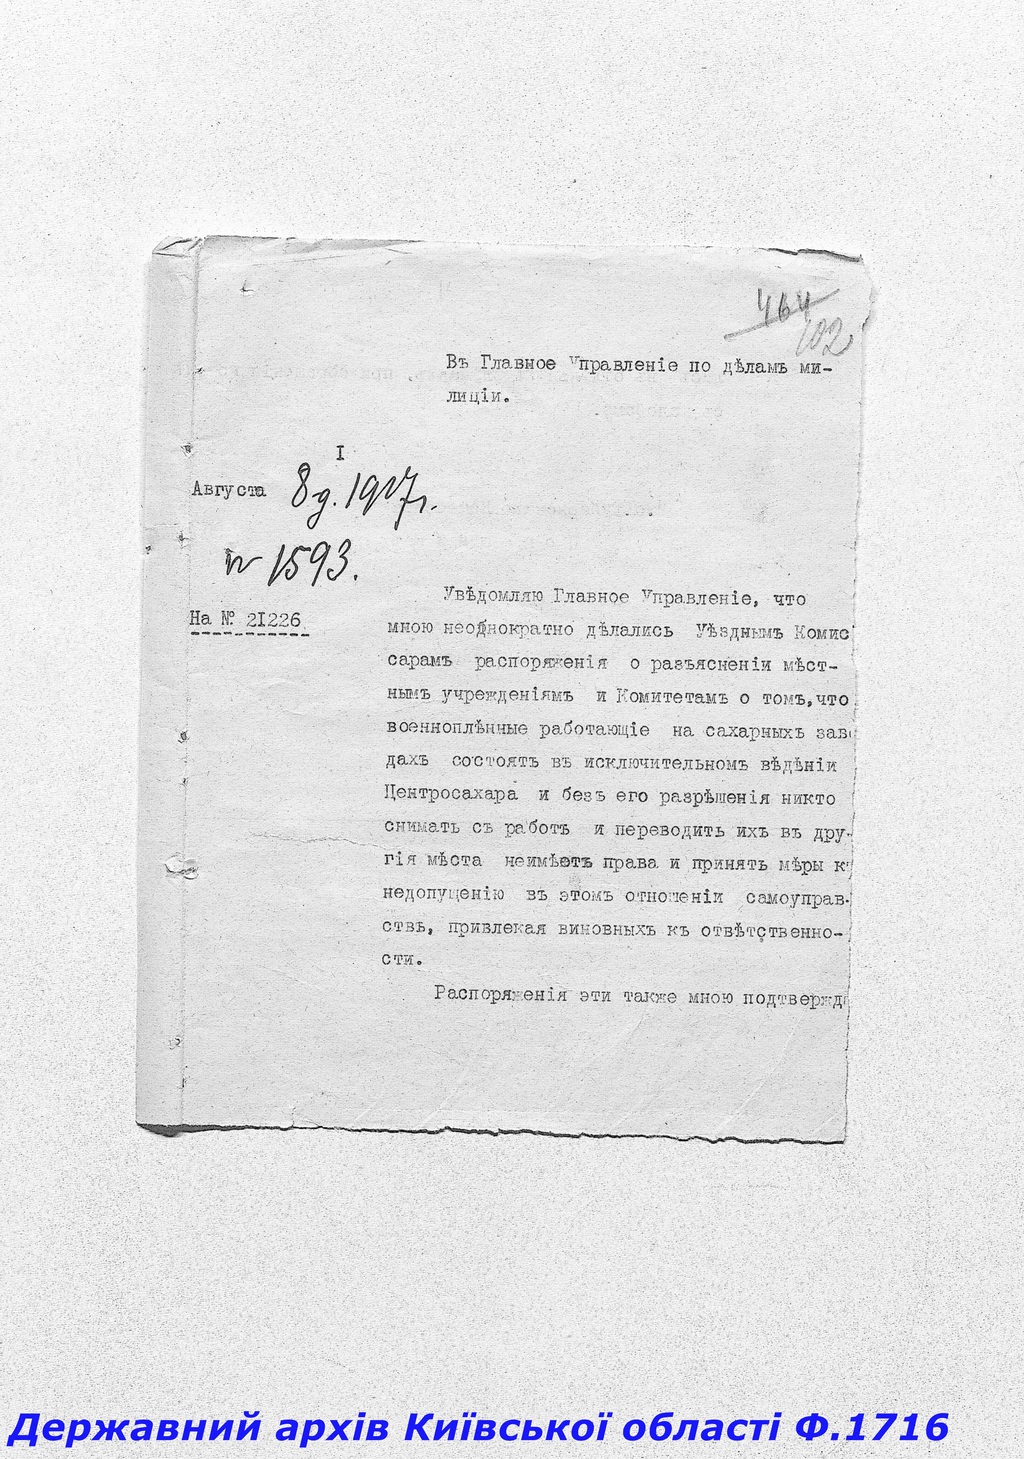 464
102
Въ Главное Управленіе по дѣламъ ми-
лиціи.
I
Августа 8 д. 1917 г.
№ 1593.
На № 21226
Увѣдомляю Главное Управленіе, что
мною неоднократно дѣлались Уѣзднымъ Комис
сарамъ распоряженія о разъясненіи мѣст-
нымъ учрежденіямъ и Комитетамъ о томъ, что
военноплѣнные работающіе на сахарныхъ заво
дахъ состоятъ въ исключительномъ вѣдѣніи
Центросахара и безъ его разрѣшенія никто
снимать съ работъ и переводить ихъ въ дру-
гія мѣста неимѣетъ права и принять мѣры к
недопущенію въ этомъ отношеніи самоуправ-
ствъ, привлекая виновныхъ къ отвѣтственно-
сти.
Распоряженія эти также мною подтвержд
Державний архів Київської області Ф.1716